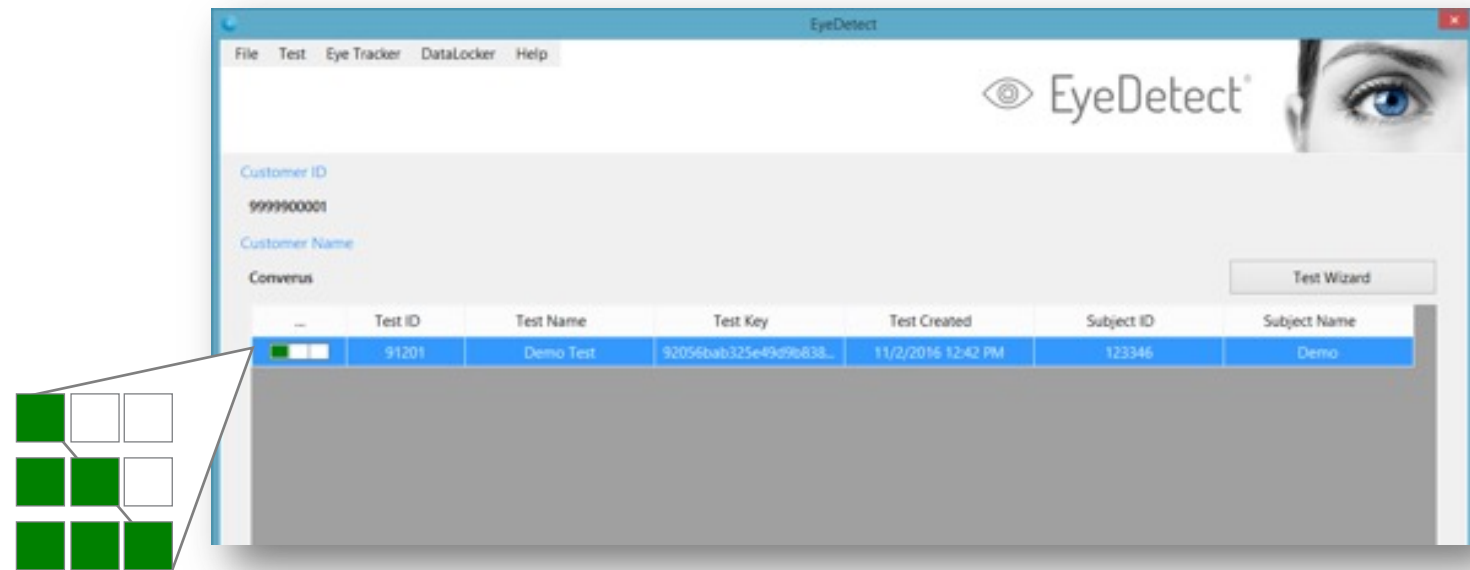 EyeDetect
File Test Eye Tracker DataLocker Help
EyeDetect®
Customer ID
9999900001
Customer Name
Converus
Test Wizard
... Test ID Test Name Test Key Test Created Subject ID Subject Name
91201 Demo Test 92056bab325e49d9b838... 11/2/2016 12:42 PM 123346 Demo